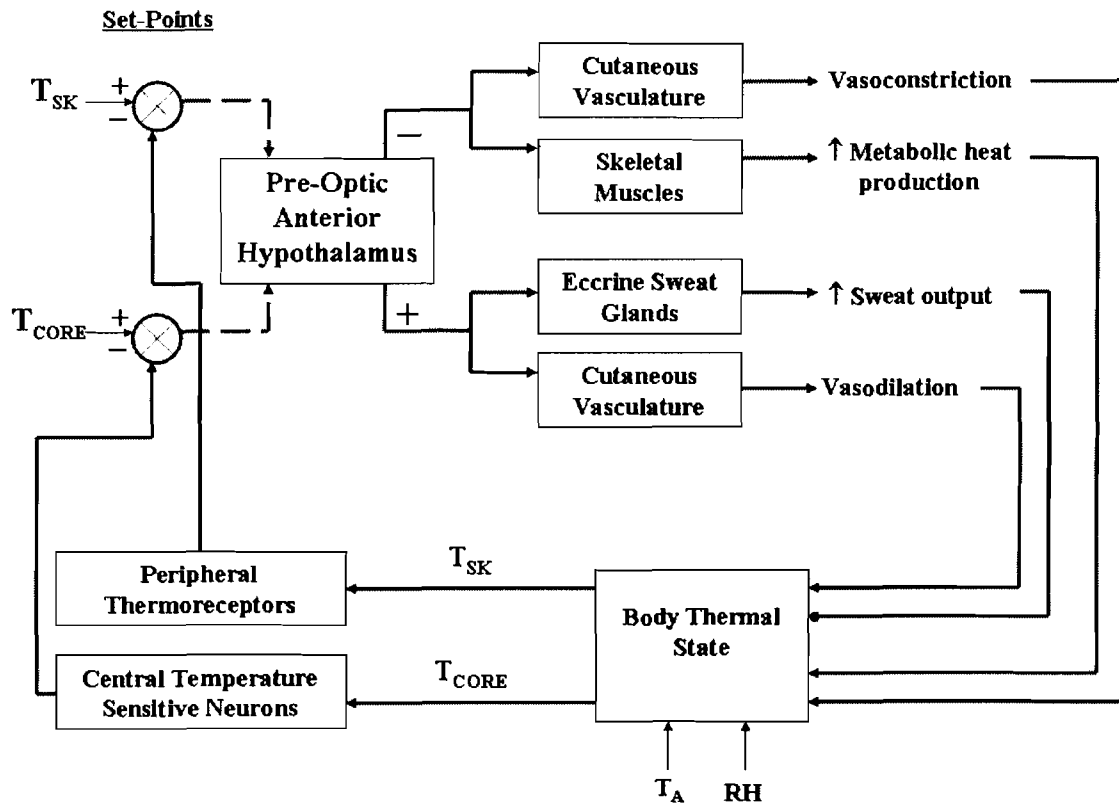 Set-Points
+
T_SK
−
Cutaneous
Vasculature
Vasoconstriction
−
Skeletal
Muscles
↑ Metabolic heat
production
Pre-Optic
Anterior
Hypothalamus
+
Eccrine Sweat
Glands
↑ Sweat output
+
T_CORE
−
Cutaneous
Vasculature
Vasodilation
Peripheral
Thermoreceptors
T_SK
Body Thermal
State
Central Temperature
Sensitive Neurons
T_CORE
T_A
RH